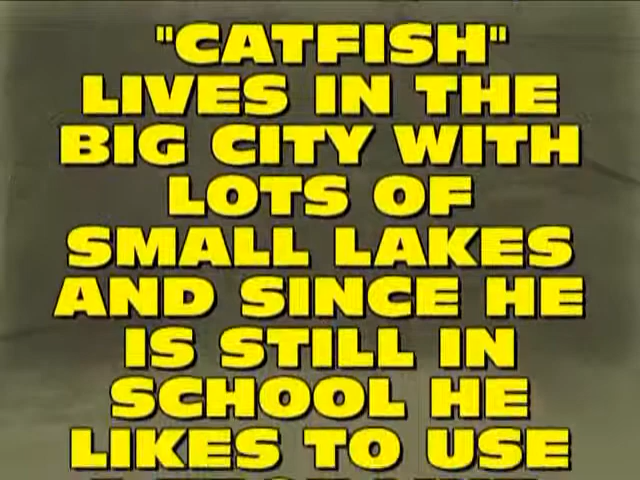 "CATFISH"
LIVES IN THE
BIG CITY WITH
LOTS OF
SMALL LAKES
AND SINCE HE
IS STILL IN
SCHOOL HE
LIKES TO USE